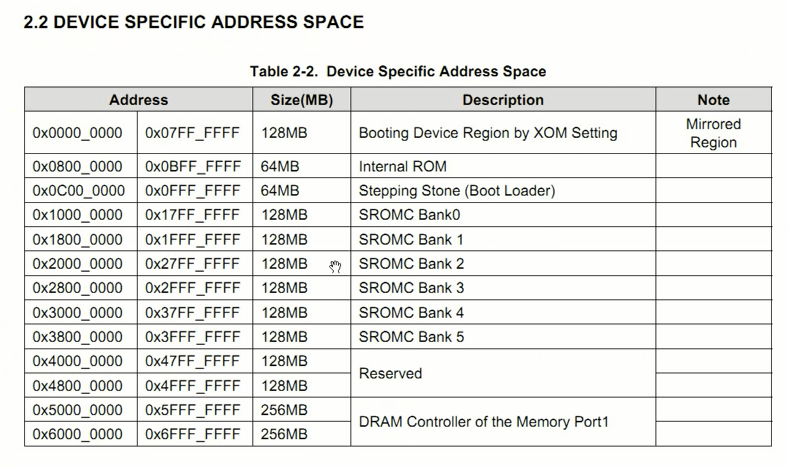 2.2 DEVICE SPECIFIC ADDRESS SPACE
Table 2-2. Device Specific Address Space
Address Size(MB) Description Note
0x0000_0000 0x07FF_FFFF 128MB Booting Device Region by XOM Setting Mirrored Region
0x0800_0000 0x0BFF_FFFF 64MB Internal ROM
0x0C00_0000 0x0FFF_FFFF 64MB Stepping Stone (Boot Loader)
0x1000_0000 0x17FF_FFFF 128MB SROMC Bank0
0x1800_0000 0x1FFF_FFFF 128MB SROMC Bank 1
0x2000_0000 0x27FF_FFFF 128MB SROMC Bank 2
0x2800_0000 0x2FFF_FFFF 128MB SROMC Bank 3
0x3000_0000 0x37FF_FFFF 128MB SROMC Bank 4
0x3800_0000 0x3FFF_FFFF 128MB SROMC Bank 5
0x4000_0000 0x47FF_FFFF 128MB Reserved
0x4800_0000 0x4FFF_FFFF 128MB
0x5000_0000 0x5FFF_FFFF 256MB DRAM Controller of the Memory Port1
0x6000_0000 0x6FFF_FFFF 256MB